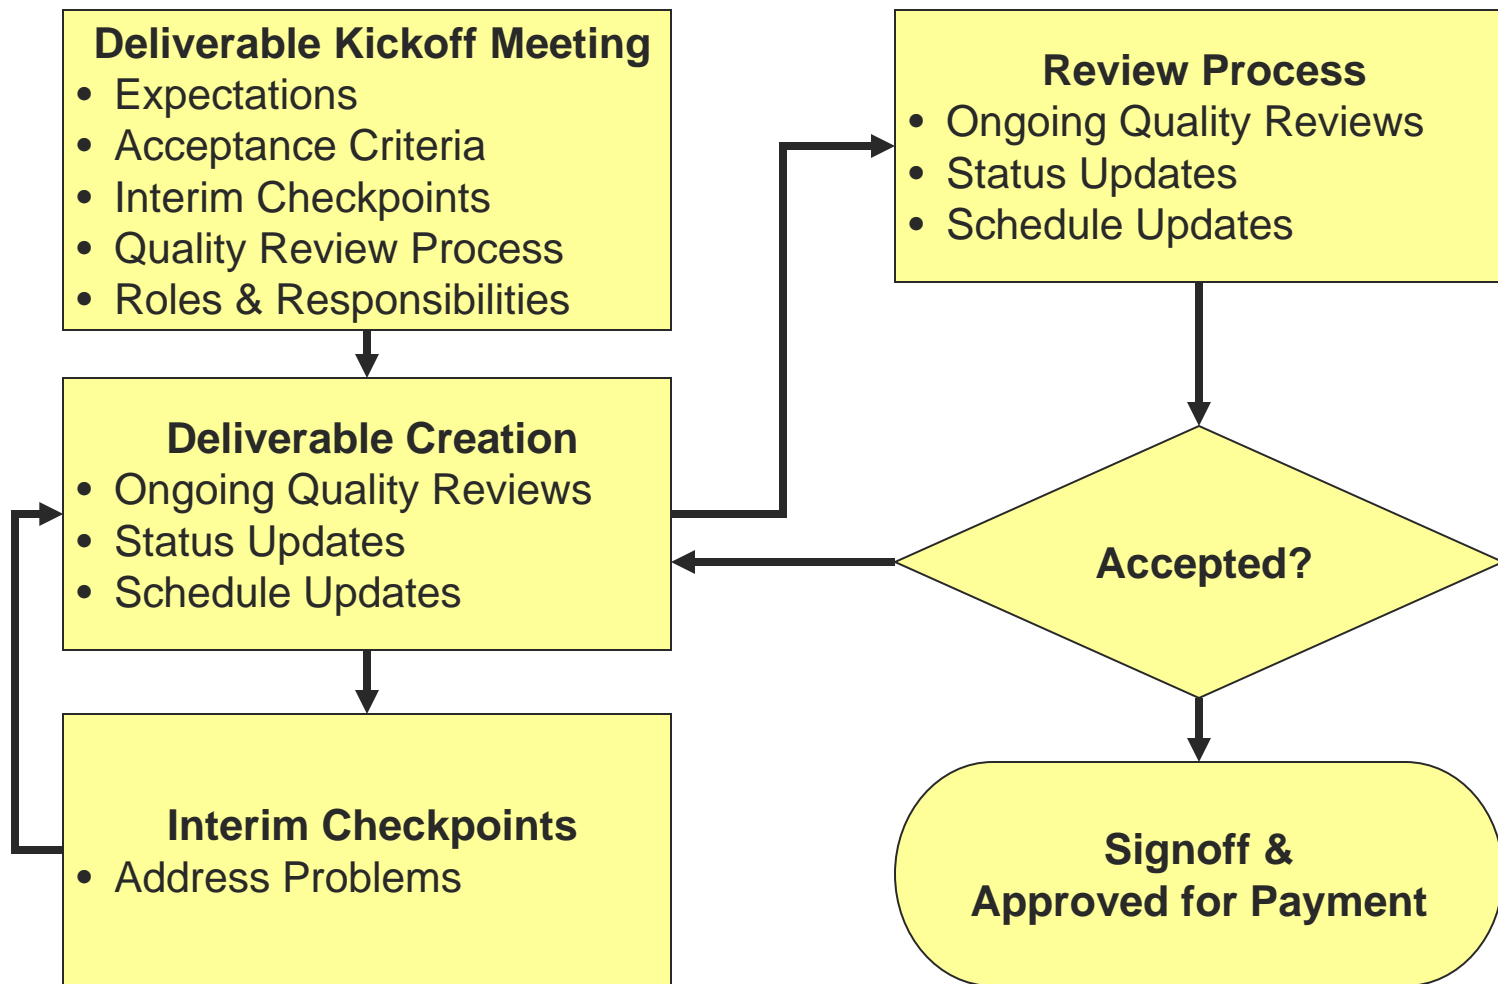 Deliverable Kickoff Meeting
• Expectations
• Acceptance Criteria
• Interim Checkpoints
• Quality Review Process
• Roles & Responsibilities
Deliverable Creation
• Ongoing Quality Reviews
• Status Updates
• Schedule Updates
Interim Checkpoints
• Address Problems
Review Process
• Ongoing Quality Reviews
• Status Updates
• Schedule Updates
Accepted?
Signoff &
Approved for Payment